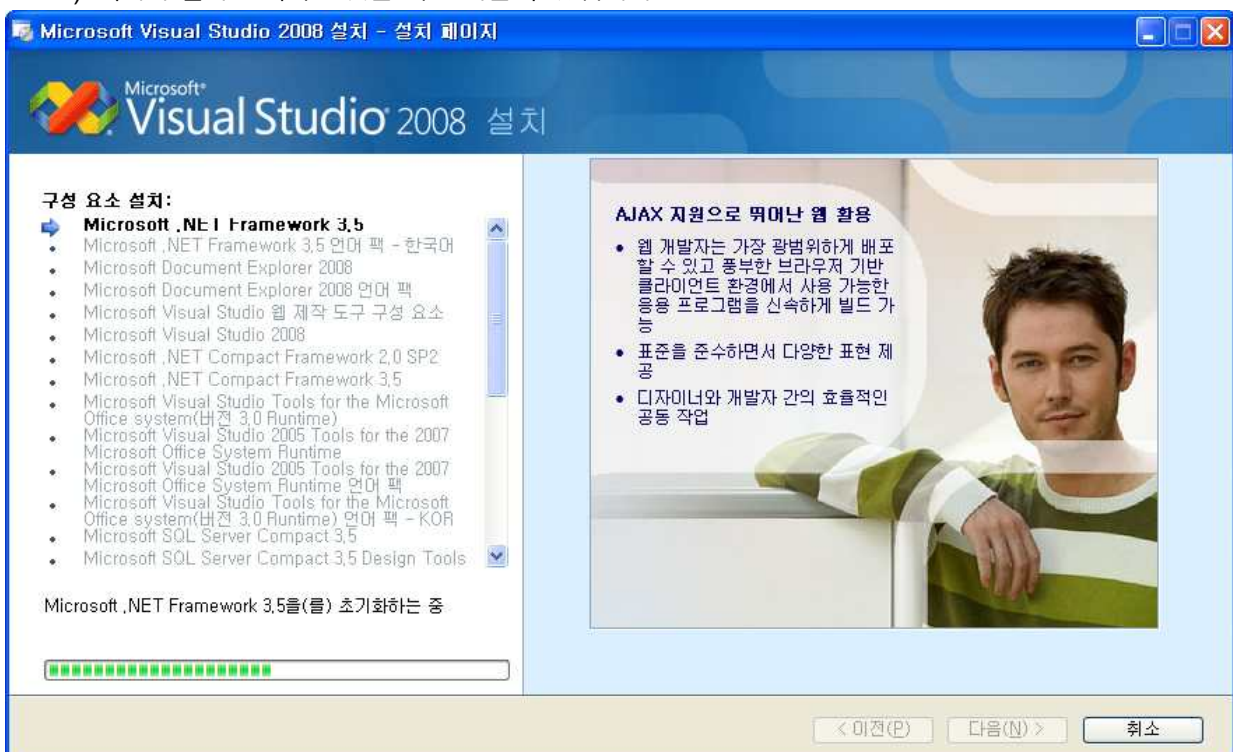 Microsoft Visual Studio 2008 설치 - 설치 페이지
Microsoft®
Visual Studio® 2008 설치
구성 요소 설치:
Microsoft .NET Framework 3.5
Microsoft .NET Framework 3.5 언어 팩 - 한국어
Microsoft Document Explorer 2008
Microsoft Document Explorer 2008 언어 팩
Microsoft Visual Studio 웹 제작 도구 구성 요소
Microsoft Visual Studio 2008
Microsoft .NET Compact Framework 2.0 SP2
Microsoft .NET Compact Framework 3.5
Microsoft Visual Studio Tools for the Microsoft
Office system(버전 3.0 Runtime)
Microsoft Visual Studio 2005 Tools for the 2007
Microsoft Office System Runtime
Microsoft Visual Studio 2005 Tools for the 2007
Microsoft Office System Runtime 언어 팩
Microsoft Visual Studio Tools for the Microsoft
Office system(버전 3.0 Runtime) 언어 팩 - KOR
Microsoft SQL Server Compact 3.5
Microsoft SQL Server Compact 3.5 Design Tools
Microsoft .NET Framework 3.5을(를) 초기화하는 중
AJAX 지원으로 뛰어난 웹 활용
• 웹 개발자는 가장 광범위하게 배포
할 수 있고 풍부한 브라우저 기반
클라이언트 환경에서 사용 가능한
응용 프로그램을 신속하게 빌드 가
능
• 표준을 준수하면서 다양한 표현 제
공
• 디자이너와 개발자 간의 효율적인
공동 작업
< 이전(P)
다음(N) >
취소